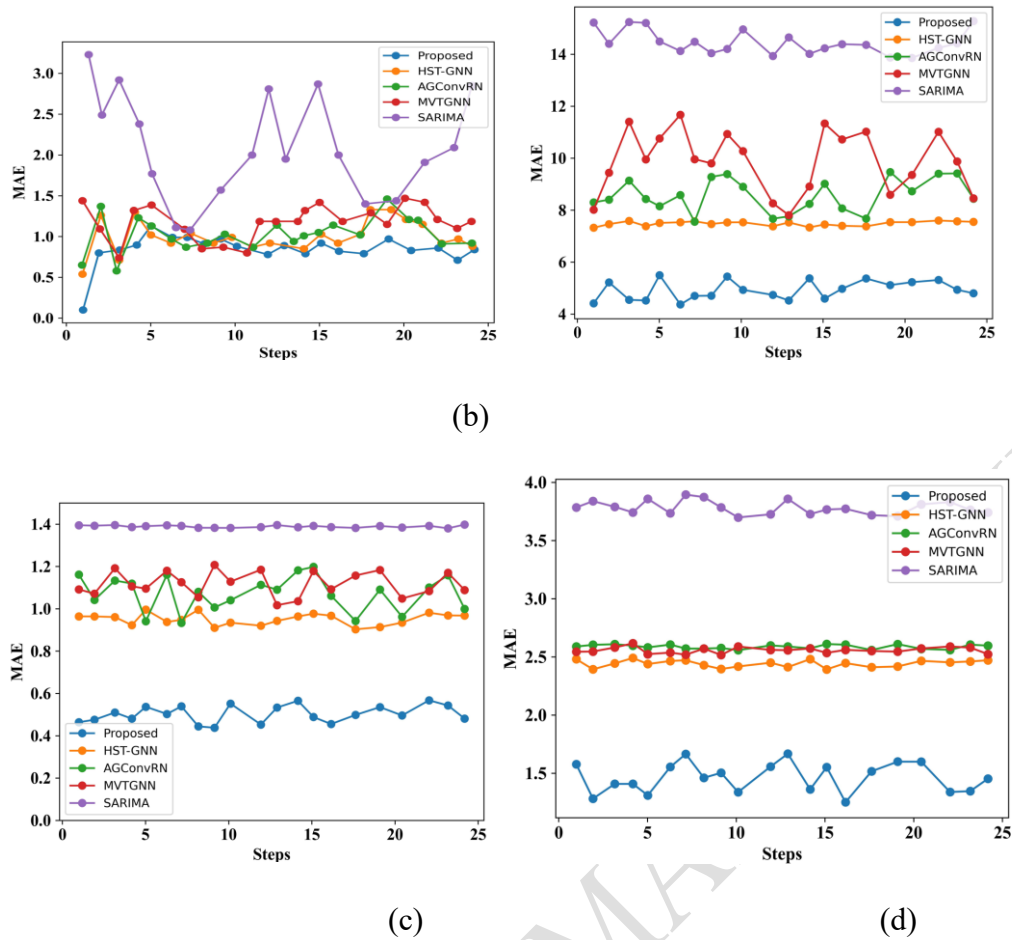 3.0
2.5
2.0
1.5
1.0
0.5
0.0
MAE
0 5 10 15 20 25
Steps
Proposed
HST-GNN
AGConvRN
MVTGNN
SARIMA
14
12
10
8
6
4
MAE
0 5 10 15 20 25
Steps
Proposed
HST-GNN
AGConvRN
MVTGNN
SARIMA
(b)
1.4
1.2
1.0
0.8
0.6
0.4
0.2
0.0
MAE
0 5 10 15 20 25
Steps
Proposed
HST-GNN
AGConvRN
MVTGNN
SARIMA
4.0
3.5
3.0
2.5
2.0
1.5
MAE
0 5 10 15 20 25
Steps
Proposed
HST-GNN
AGConvRN
MVTGNN
SARIMA
(c) (d)